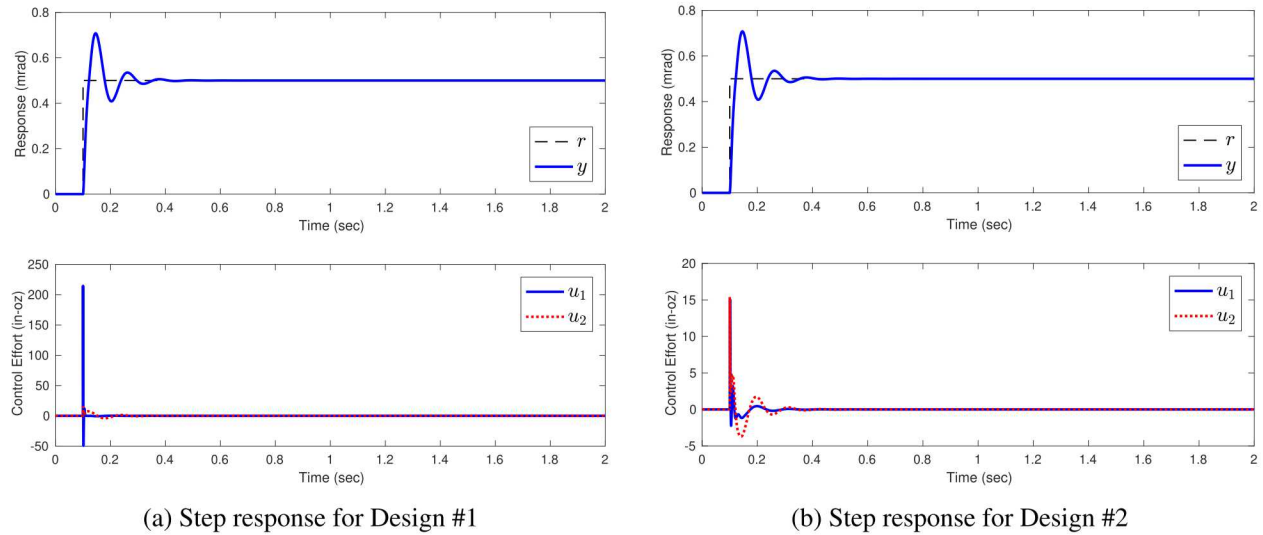 0.8
0.6
0.4
0.2
0
Response (mrad)
r
y
0 0.2 0.4 0.6 0.8 1 1.2 1.4 1.6 1.8 2
Time (sec)
0.8
0.6
0.4
0.2
0
Response (mrad)
r
y
0 0.2 0.4 0.6 0.8 1 1.2 1.4 1.6 1.8 2
Time (sec)
250
200
150
100
50
0
-50
Control Effort (in-oz)
u1
u2
0 0.2 0.4 0.6 0.8 1 1.2 1.4 1.6 1.8 2
Time (sec)
(a) Step response for Design #1
20
15
10
5
0
-5
Control Effort (in-oz)
u1
u2
0 0.2 0.4 0.6 0.8 1 1.2 1.4 1.6 1.8 2
Time (sec)
(b) Step response for Design #2